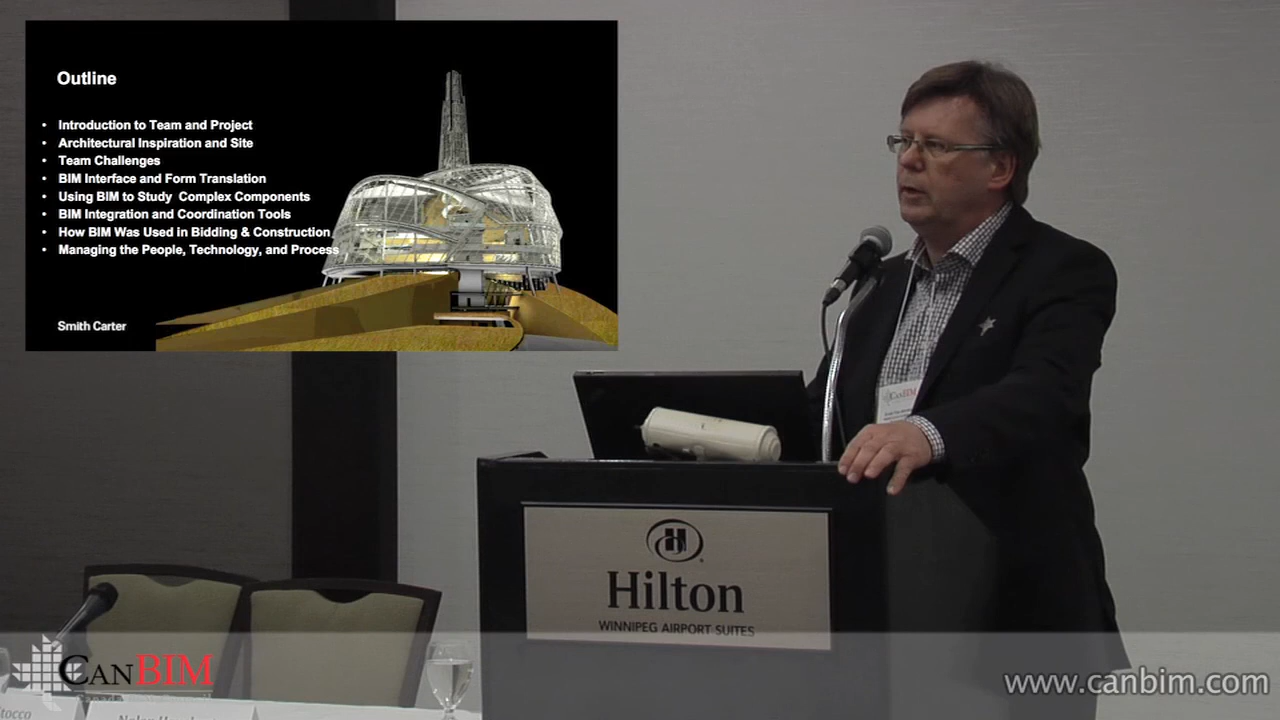 Outline
• Introduction to Team and Project
• Architectural Inspiration and Site
• Team Challenges
• BIM Interface and Form Translation
• Using BIM to Study Complex Components
• BIM Integration and Coordination Tools
• How BIM Was Used in Bidding & Construction
• Managing the People, Technology, and Process
Smith Carter
CANBIM
H
Hilton
WINNIPEG AIRPORT SUITES
CANBIM
www.canbim.com